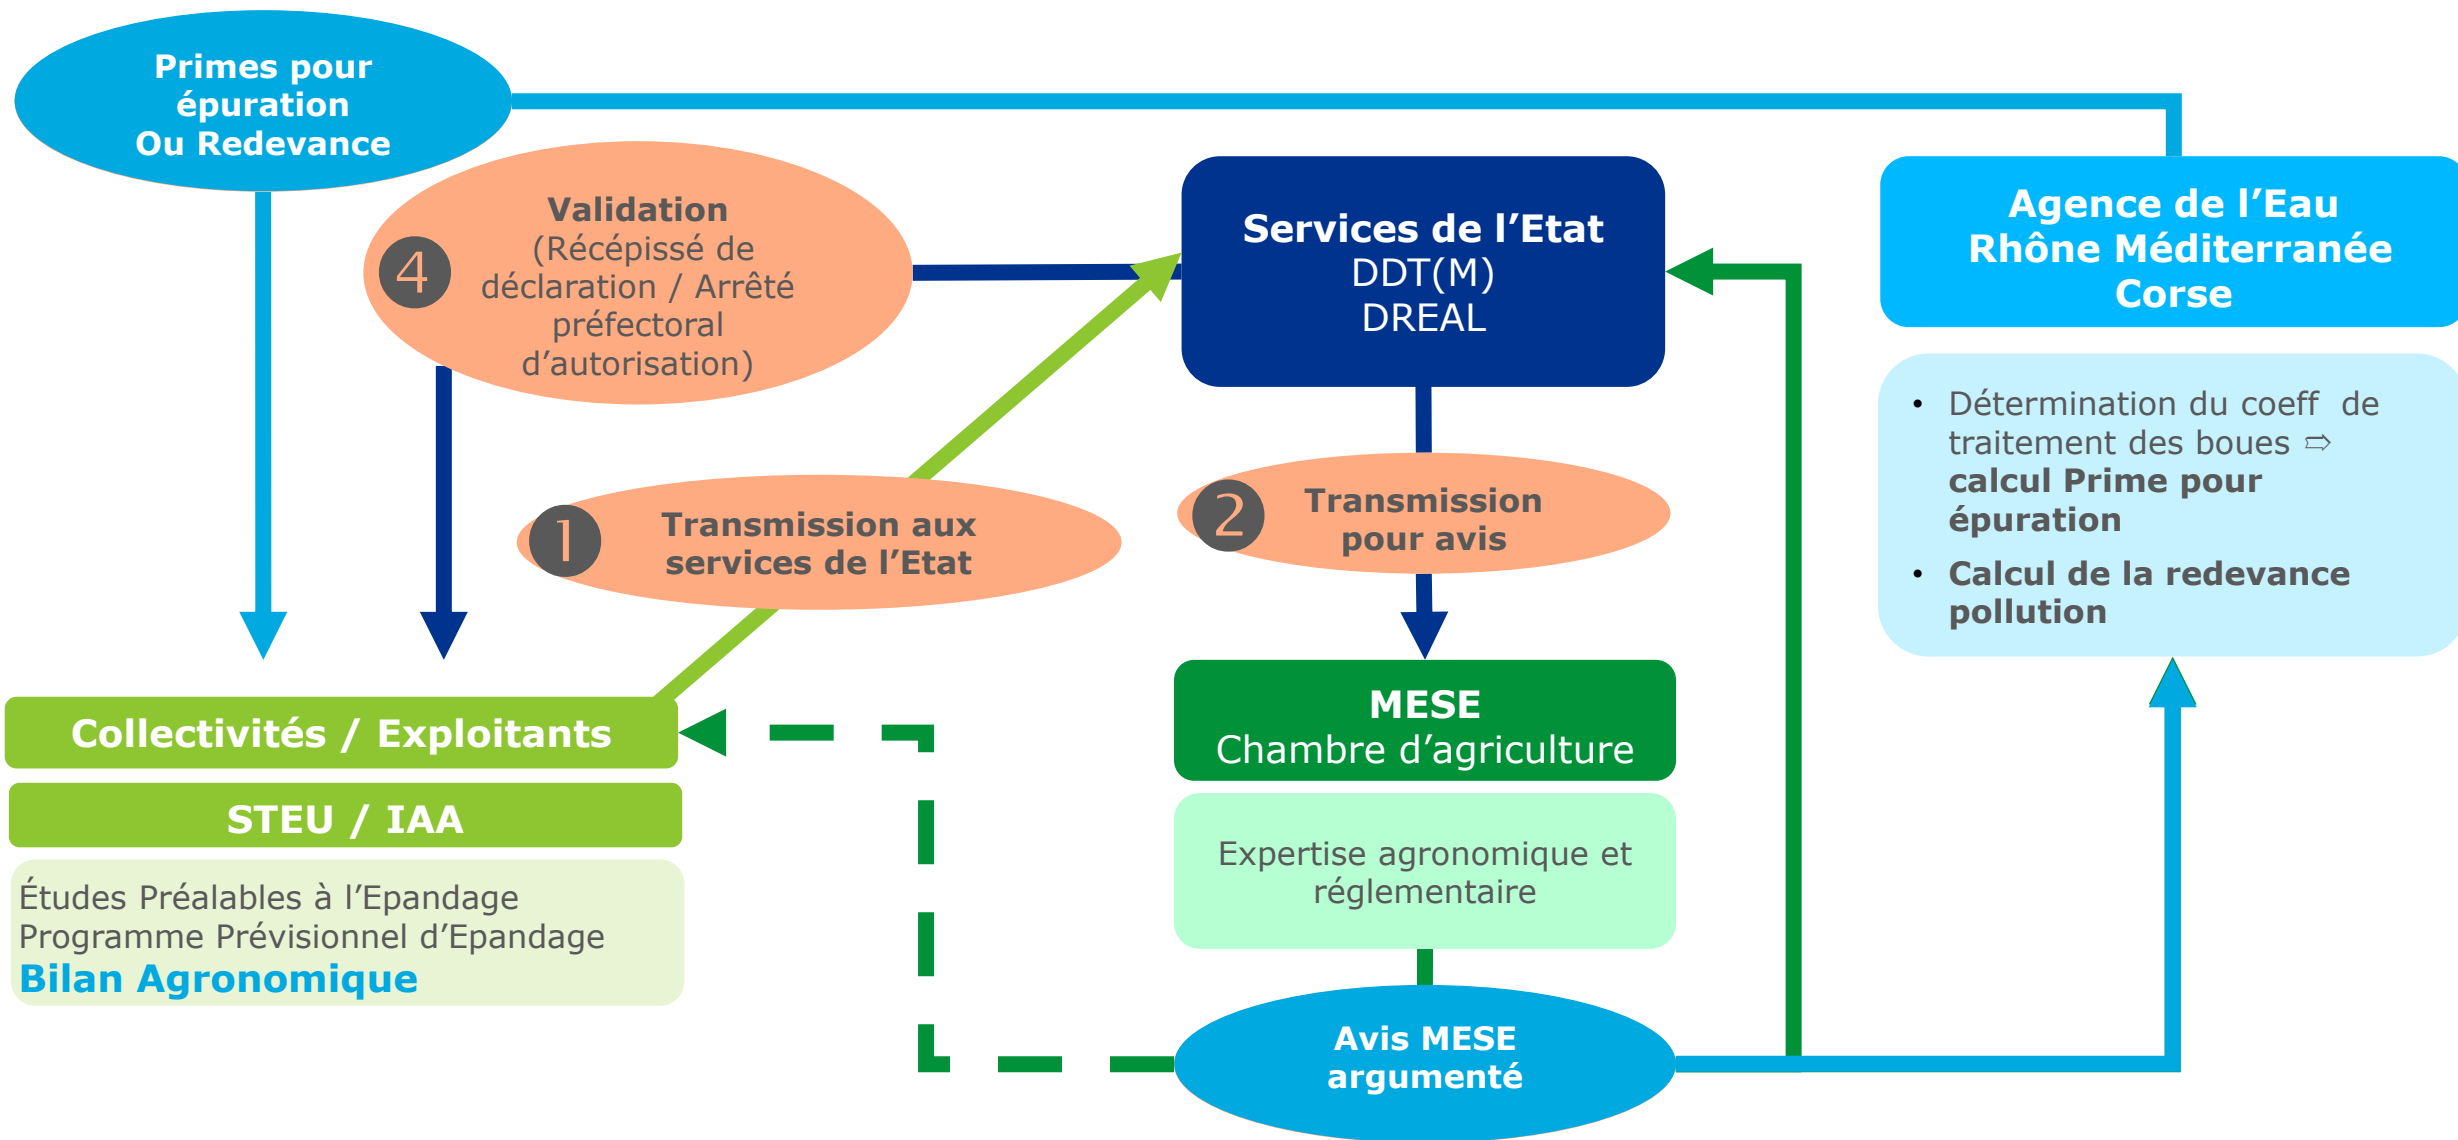 Primes pour
épuration
Ou Redevance
4
Validation
(Récépissé de
déclaration / Arrêté
préfectoral
d’autorisation)
Services de l’Etat
DDT(M)
DREAL
Agence de l’Eau
Rhône Méditerranée
Corse
• Détermination du coeff de
traitement des boues ⇨
calcul Prime pour
épuration
• Calcul de la redevance
pollution
1
Transmission aux
services de l’Etat
2
Transmission
pour avis
Collectivités / Exploitants
STEU / IAA
Études Préalables à l’Epandage
Programme Prévisionnel d’Epandage
Bilan Agronomique
MESE
Chambre d’agriculture
Expertise agronomique et
réglementaire
Avis MESE
argumenté